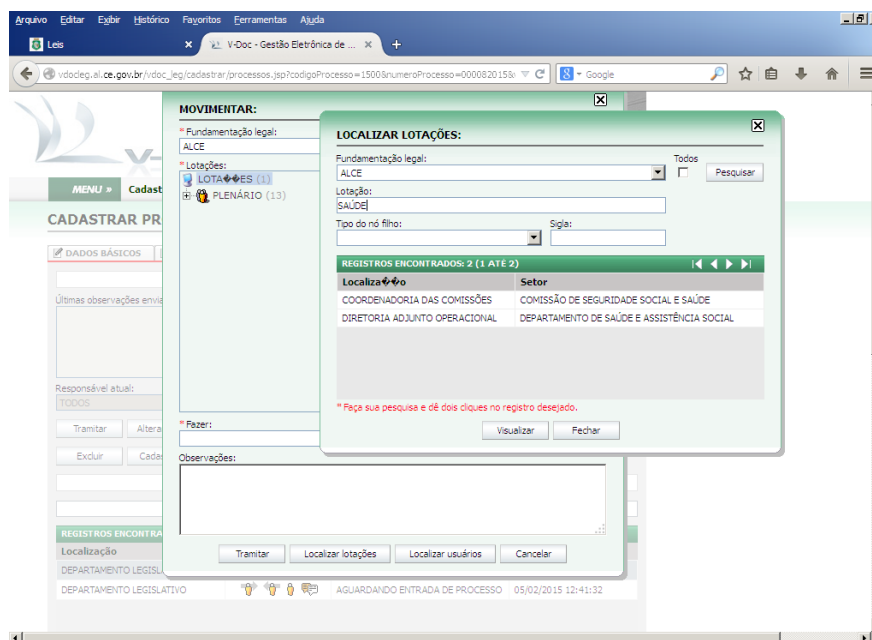 Arquivo Editar Exibir Histórico Favoritos Ferramentas Ajuda
Leis
V-Doc - Gestão Eletrônica de ...
vdocleg.al.ce.gov.br/vdoc_leg/cadastrar/processos.jsp?codigoProcesso=1500&numeroProcesso=000082015&
Google
V-
MENU »
Cadast
CADASTRAR PR
DADOS BÁSICOS
Últimas observações envia
Responsável atual:
TODOS
Tramitar
Altera
Excluir
Cada
REGISTROS ENCONTRA
Localização
DEPARTAMENTO LEGISL
DEPARTAMENTO LEGISLATIVO
AGUARDANDO ENTRADA DE PROCESSO
05/02/2015 12:41:32
MOVIMENTAR:
* Fundamentação legal:
ALCE
* Lotações:
LOTA��ES (1)
PLENÁRIO (13)
* Fazer:
Observações:
Tramitar
Localizar lotações
Localizar usuários
Cancelar
LOCALIZAR LOTAÇÕES:
Fundamentação legal:
Todos
ALCE
Pesquisar
Lotação:
SAÚDE
Tipo do nó filho:
Sigla:
REGISTROS ENCONTRADOS: 2 (1 ATÉ 2)
Localiza��o Setor
COORDENADORIA DAS COMISSÕES COMISSÃO DE SEGURIDADE SOCIAL E SAÚDE
DIRETORIA ADJUNTO OPERACIONAL DEPARTAMENTO DE SAÚDE E ASSISTÊNCIA SOCIAL
* Faça sua pesquisa e dê dois cliques no registro desejado.
Visualizar
Fechar